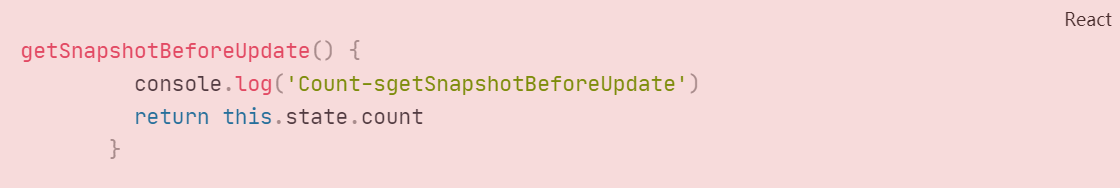 React
getSnapshotBeforeUpdate() {
console.log('Count-sgetSnapshotBeforeUpdate')
return this.state.count
}